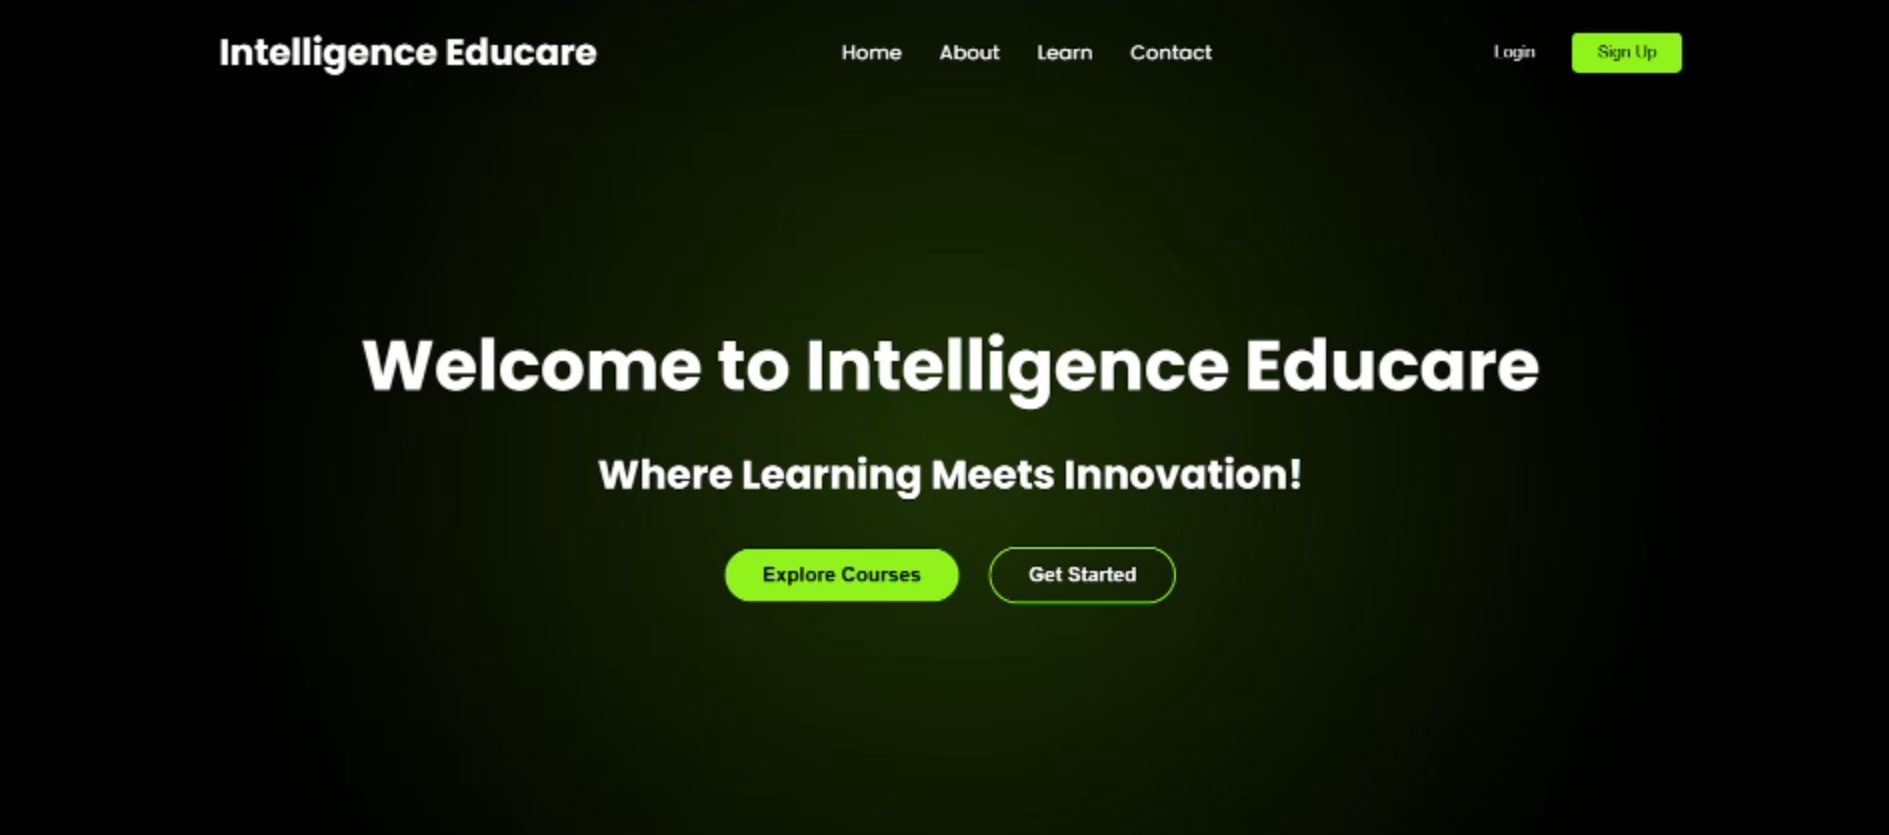 Intelligence Educare Home About Learn Contact Login Sign Up
Welcome to Intelligence Educare
Where Learning Meets Innovation!
Explore Courses Get Started